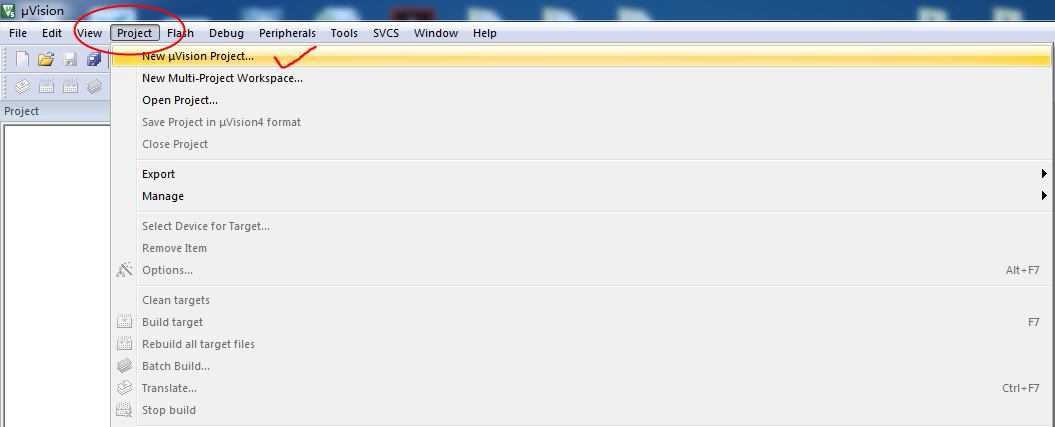 μVision
File Edit View Project Flash Debug Peripherals Tools SVCS Window Help
New μVision Project...
New Multi-Project Workspace...
Open Project...
Save Project in μVision4 format
Close Project
Project
Export
Manage
Select Device for Target...
Remove Item
Options... Alt+F7
Clean targets
Build target F7
Rebuild all target files
Batch Build...
Translate... Ctrl+F7
Stop build